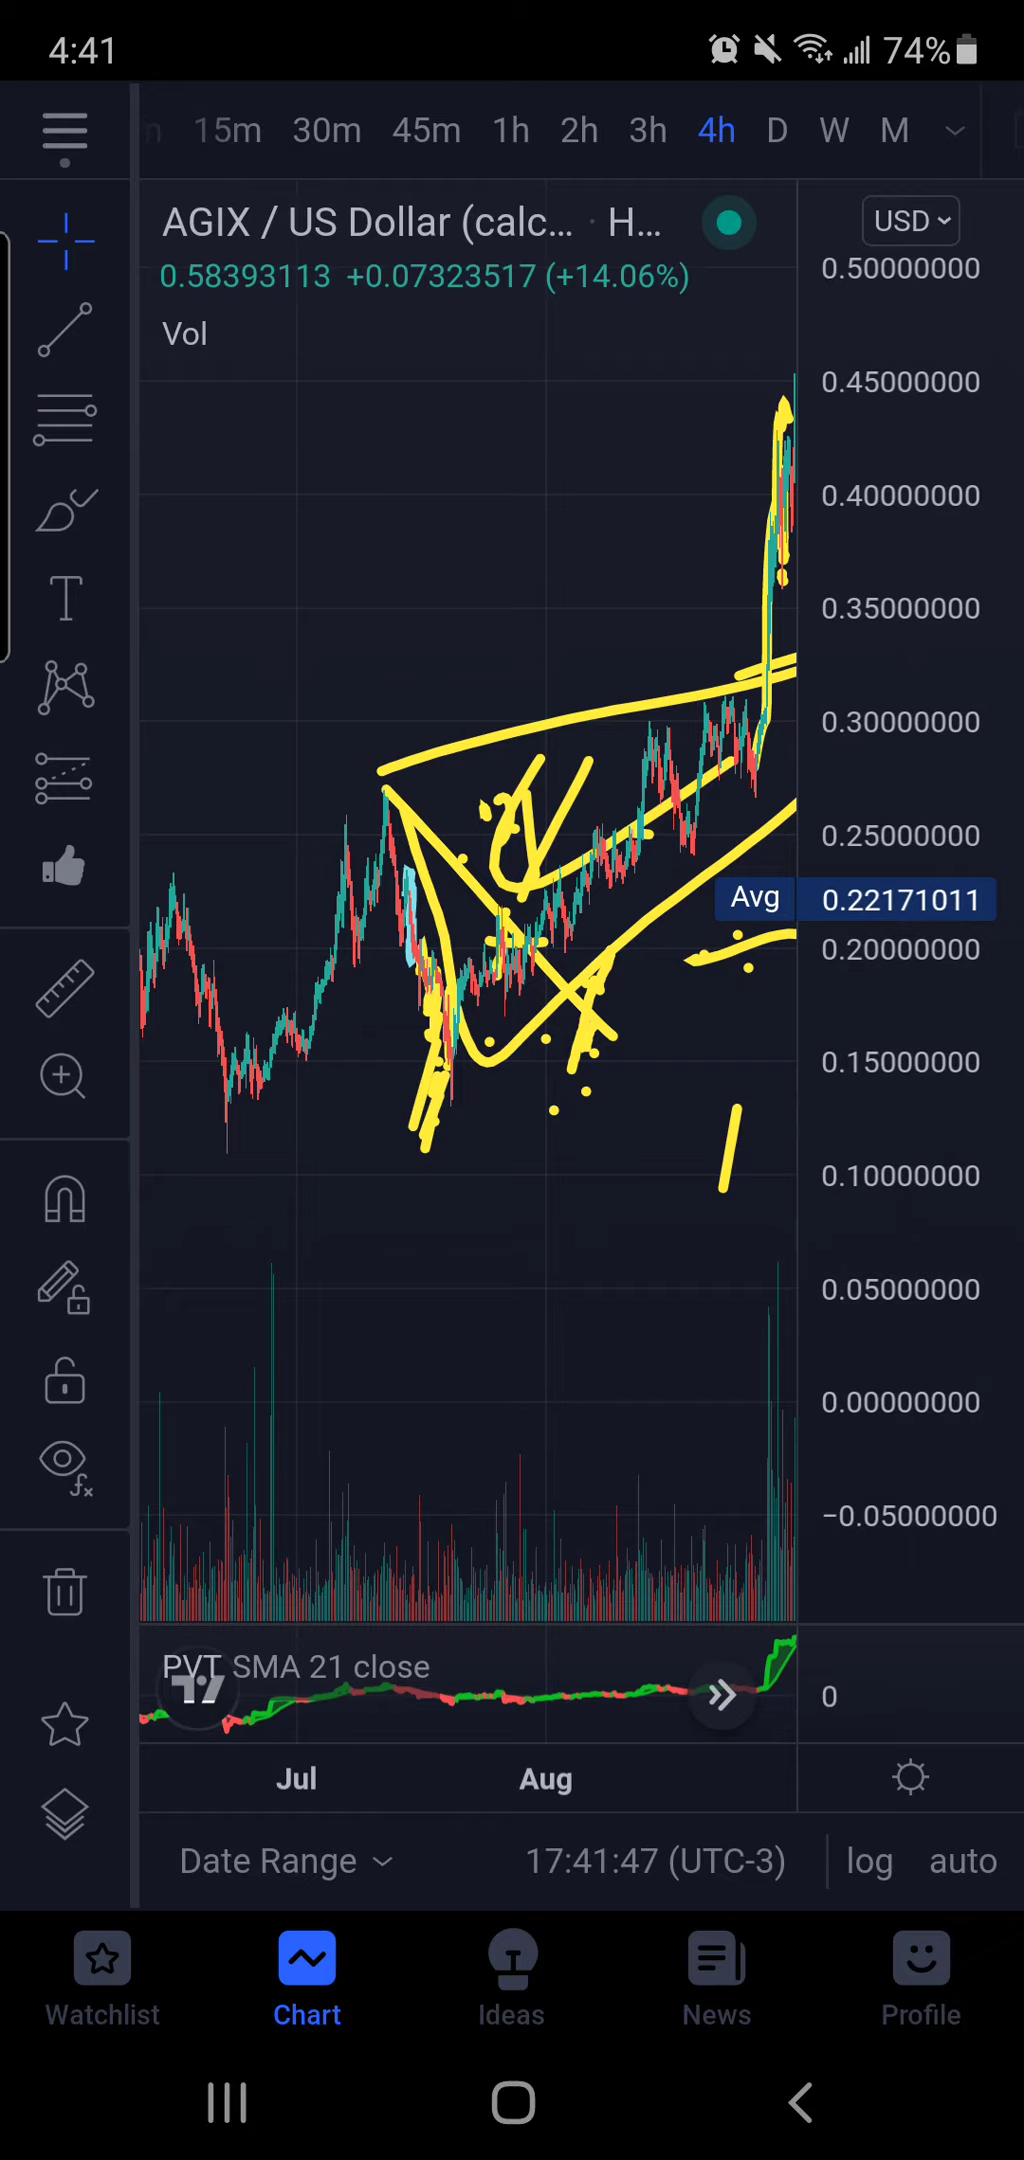 4:41 74%
15m 30m 45m 1h 2h 3h 4h D W M
AGIX / US Dollar (calc... · H...
USD
0.58393113 +0.07323517 (+14.06%)
Vol
0.50000000
0.45000000
0.40000000
0.35000000
0.30000000
0.25000000
Avg 0.22171011
0.20000000
0.15000000
0.10000000
0.05000000
0.00000000
−0.05000000
PVT SMA 21 close
0
Jul Aug
Date Range 17:41:47 (UTC-3) log auto
Watchlist Chart Ideas News Profile